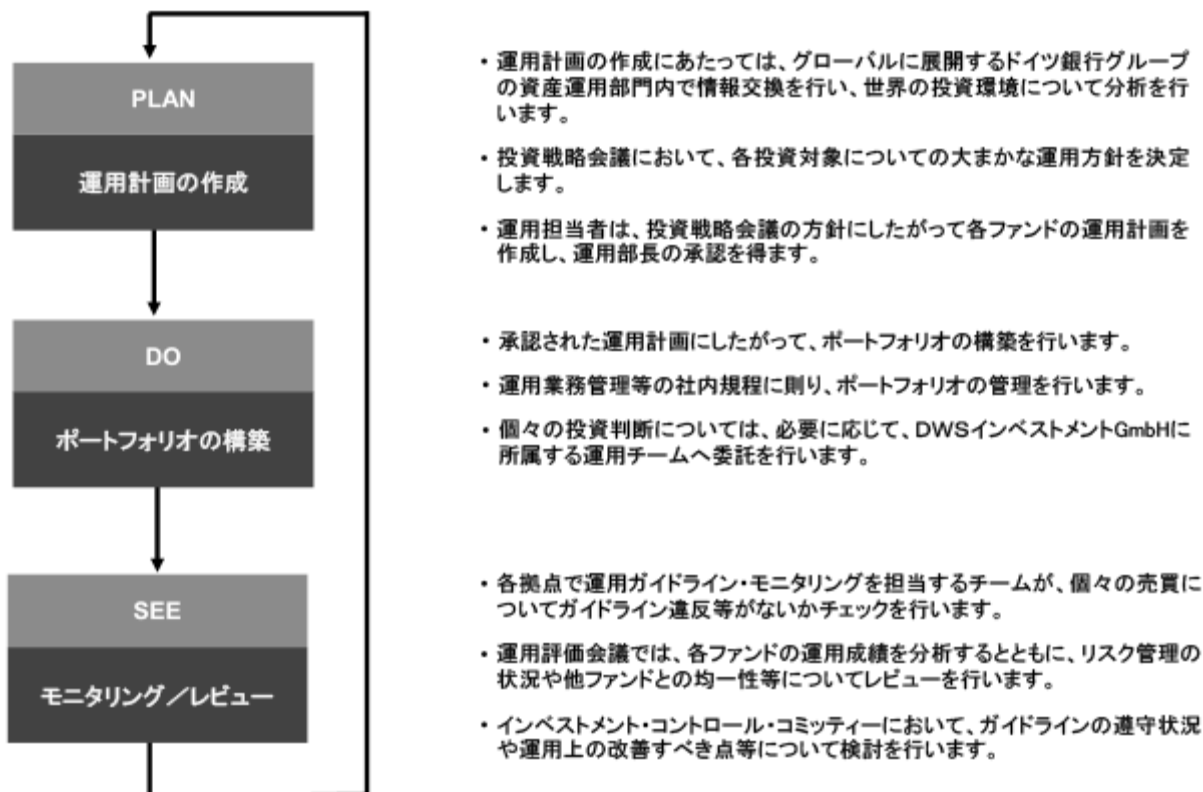 PLAN
運用計画の作成
・運用計画の作成にあたっては、グローバルに展開するドイツ銀行グループ
の資産運用部門内で情報交換を行い、世界の投資環境について分析を行
います。
・投資戦略会議において、各投資対象についての大まかな運用方針を決定
します。
・運用担当者は、投資戦略会議の方針にしたがって各ファンドの運用計画を
作成し、運用部長の承認を得ます。
DO
ポートフォリオの構築
・承認された運用計画にしたがって、ポートフォリオの構築を行います。
・運用業務管理等の社内規程に則り、ポートフォリオの管理を行います。
・個々の投資判断については、必要に応じて、DWSインベストメントGmbHに
所属する運用チームへ委託を行います。
SEE
モニタリング／レビュー
・各拠点で運用ガイドライン・モニタリングを担当するチームが、個々の売買に
ついてガイドライン違反等がないかチェックを行います。
・運用評価会議では、各ファンドの運用成績を分析するとともに、リスク管理の
状況や他ファンドとの均一性等についてレビューを行います。
・インベストメント・コントロール・コミッティーにおいて、ガイドラインの遵守状況
や運用上の改善すべき点等について検討を行います。